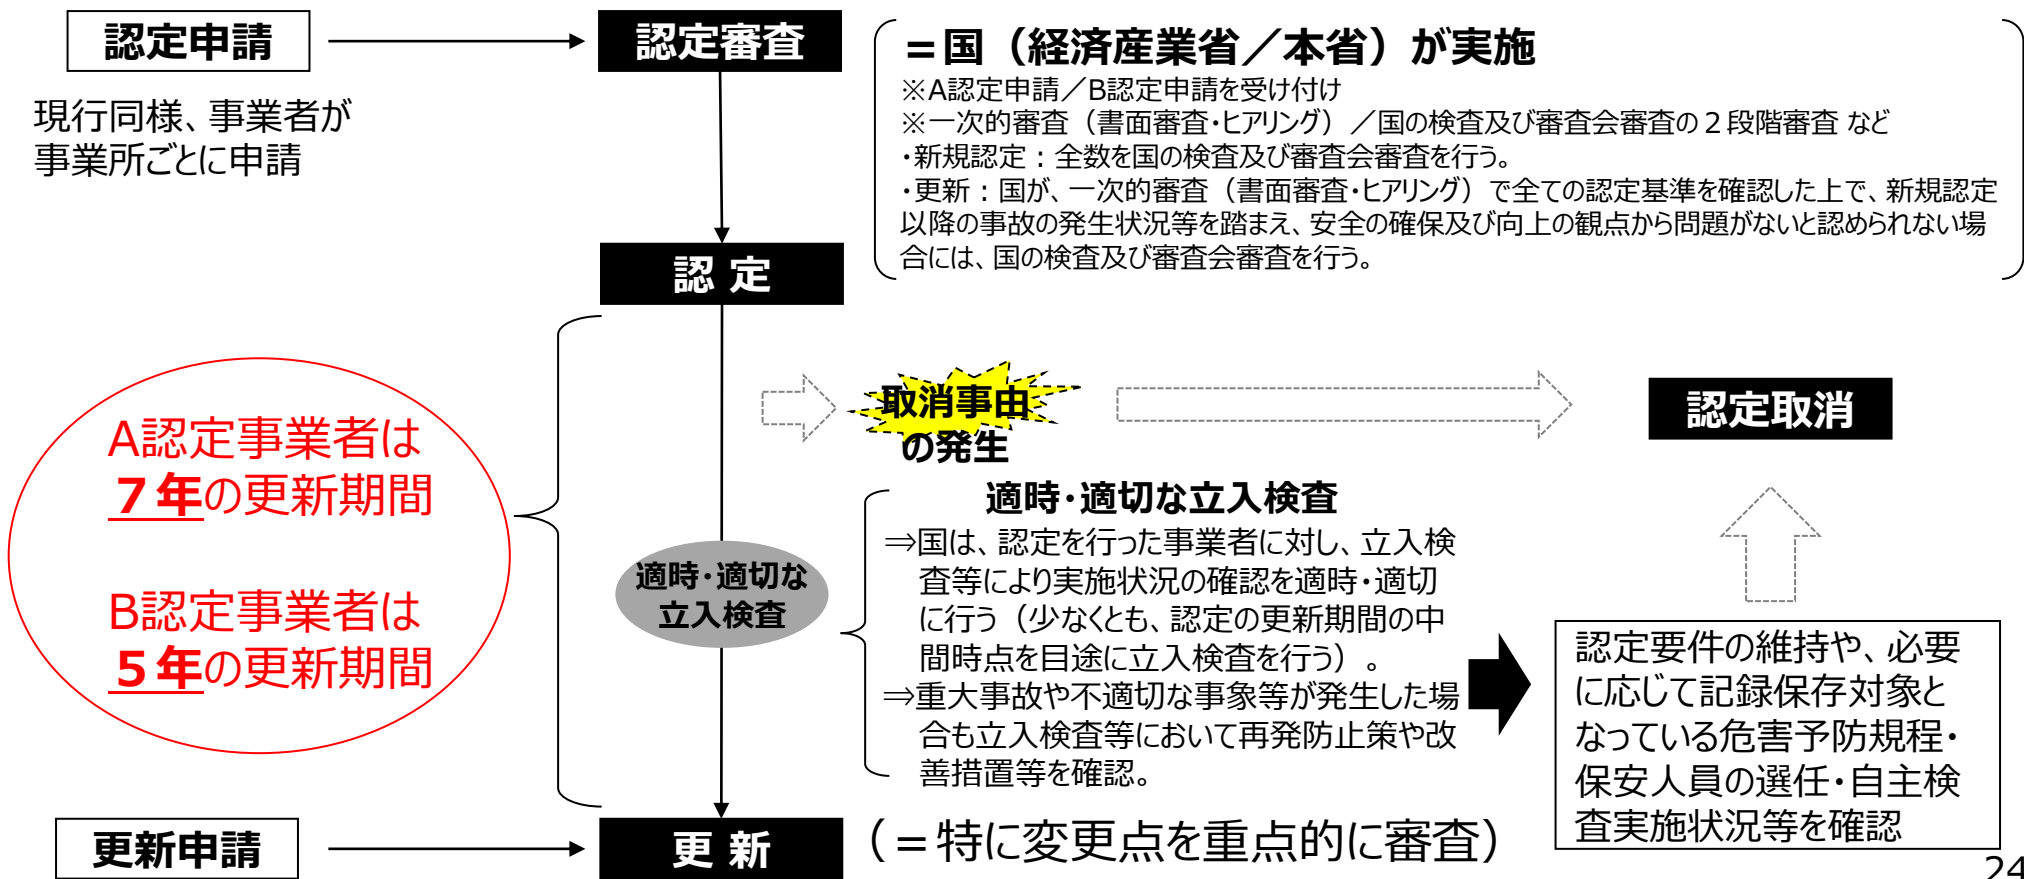 認定申請
認定審査
現行同様、事業者が
事業所ごとに申請
＝国（経済産業省／本省）が実施
※A認定申請／B認定申請を受け付け
※一次的審査（書面審査・ヒアリング）／国の検査及び審査会審査の２段階審査 など
・新規認定：全数を国の検査及び審査会審査を行う。
・更新：国が、一次的審査（書面審査・ヒアリング）で全ての認定基準を確認した上で、新規認定
以降の事故の発生状況等を踏まえ、安全の確保及び向上の観点から問題がないと認められない場
合には、国の検査及び審査会審査を行う。
認 定
A認定事業者は
７年の更新期間
B認定事業者は
５年の更新期間
取消事由
の発生
認定取消
適時・適切な
立入検査
適時・適切な立入検査
⇒国は、認定を行った事業者に対し、立入検
査等により実施状況の確認を適時・適切
に行う（少なくとも、認定の更新期間の中
間時点を目途に立入検査を行う）。
⇒重大事故や不適切な事象等が発生した場
合も立入検査等において再発防止策や改
善措置等を確認。
認定要件の維持や、必要
に応じて記録保存対象と
なっている危害予防規程・
保安人員の選任・自主検
査実施状況等を確認
更新申請
更 新
（＝特に変更点を重点的に審査）
24